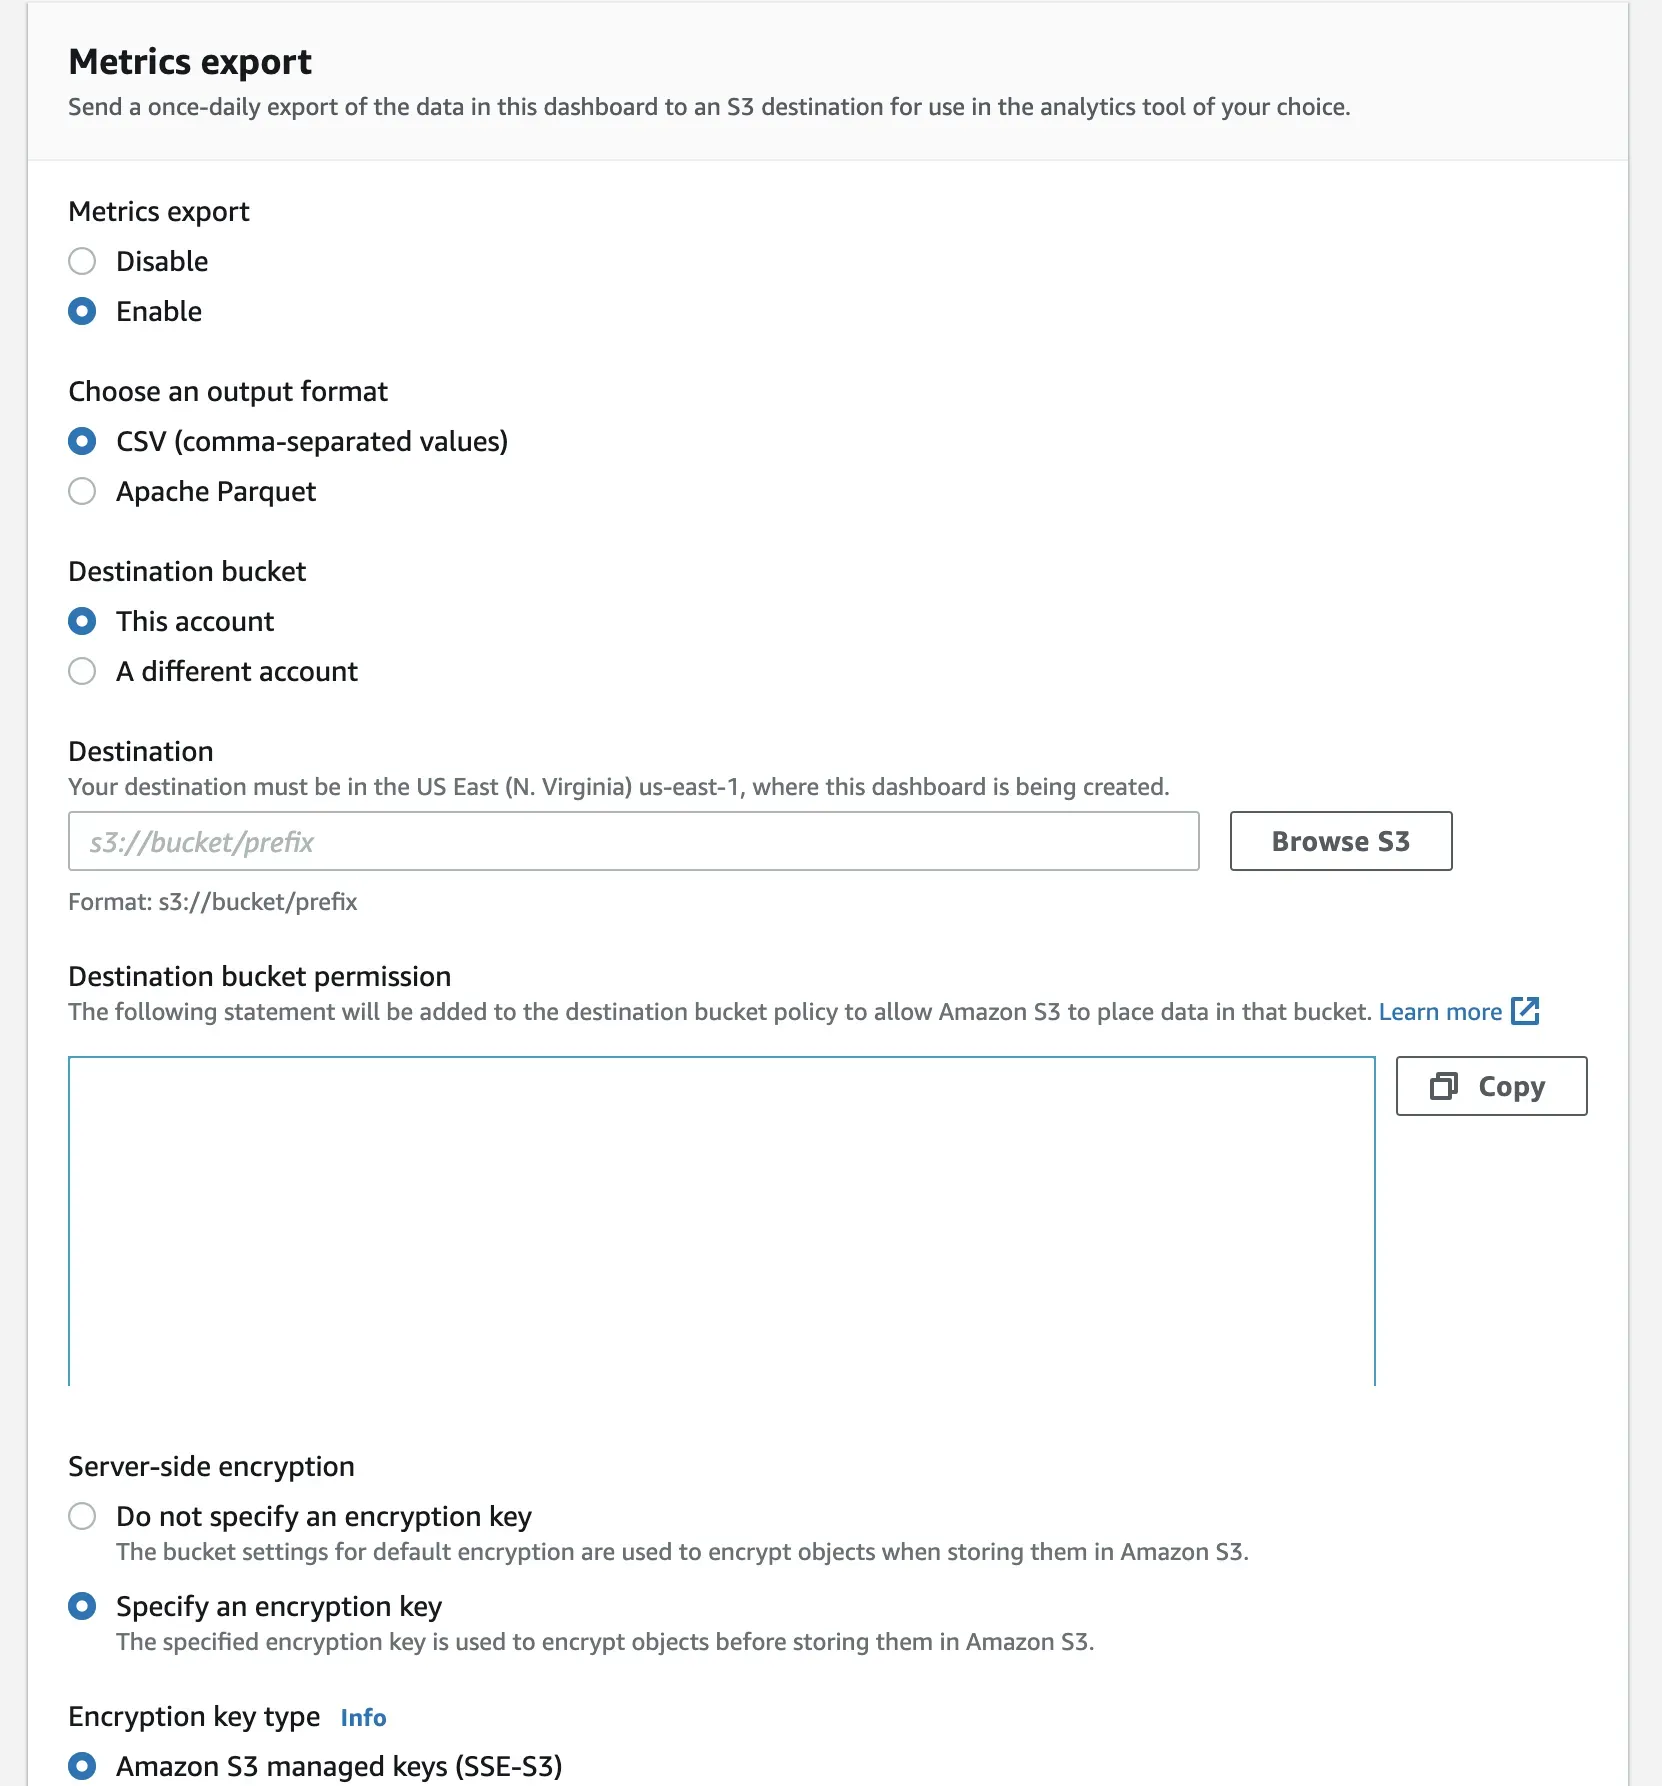 Metrics export
Send a once-daily export of the data in this dashboard to an S3 destination for use in the analytics tool of your choice.
Metrics export
Disable
Enable
Choose an output format
CSV (comma-separated values)
Apache Parquet
Destination bucket
This account
A different account
Destination
Your destination must be in the US East (N. Virginia) us-east-1, where this dashboard is being created.
s3://bucket/prefix
Browse S3
Format: s3://bucket/prefix
Destination bucket permission
The following statement will be added to the destination bucket policy to allow Amazon S3 to place data in that bucket. Learn more
Copy
Server-side encryption
Do not specify an encryption key
The bucket settings for default encryption are used to encrypt objects when storing them in Amazon S3.
Specify an encryption key
The specified encryption key is used to encrypt objects before storing them in Amazon S3.
Encryption key type Info
Amazon S3 managed keys (SSE-S3)